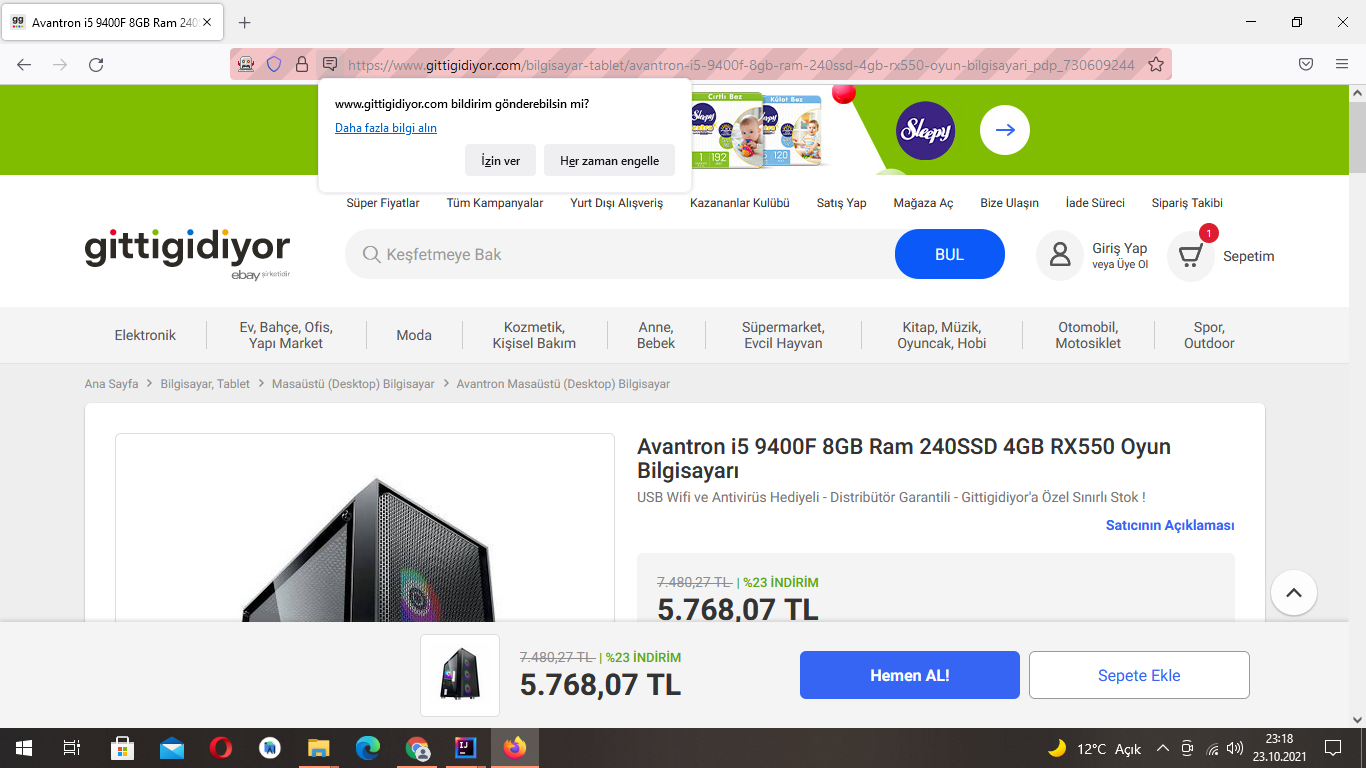 Avantron i5 9400F 8GB Ram 240
https://www.gittigidiyor.com/bilgisayar-tablet/avantron-i5-9400f-8gb-ram-240ssd-4gb-rx550-oyun-bilgisayari_pdp_730609244
www.gittigidiyor.com bildirim gönderebilsin mi?
Daha fazla bilgi alın
İzin ver
Her zaman engelle
Cırtlı Bez
Külot Bez
Sleepy
1 192
120
Sleepy
Süper Fiyatlar
Tüm Kampanyalar
Yurt Dışı Alışveriş
Kazananlar Kulübü
Satış Yap
Mağaza Aç
Bize Ulaşın
İade Süreci
Sipariş Takibi
gittigidiyor
ebay şirketidir
Keşfetmeye Bak
BUL
Giriş Yap
veya Üye Ol
1
Sepetim
Elektronik
Ev, Bahçe, Ofis,
Yapı Market
Moda
Kozmetik,
Kişisel Bakım
Anne,
Bebek
Süpermarket,
Evcil Hayvan
Kitap, Müzik,
Oyuncak, Hobi
Otomobil,
Motosiklet
Spor,
Outdoor
Ana Sayfa > Bilgisayar, Tablet > Masaüstü (Desktop) Bilgisayar > Avantron Masaüstü (Desktop) Bilgisayar
Avantron i5 9400F 8GB Ram 240SSD 4GB RX550 Oyun
Bilgisayarı
USB Wifi ve Antivirüs Hediyeli - Distribütör Garantili - Gittigidiyor'a Özel Sınırlı Stok !
Satıcının Açıklaması
7.480,27 TL | %23 İNDİRİM
5.768,07 TL
7.480,27 TL | %23 İNDİRİM
5.768,07 TL
Hemen AL!
Sepete Ekle
12°C Açık
23:18
23.10.2021